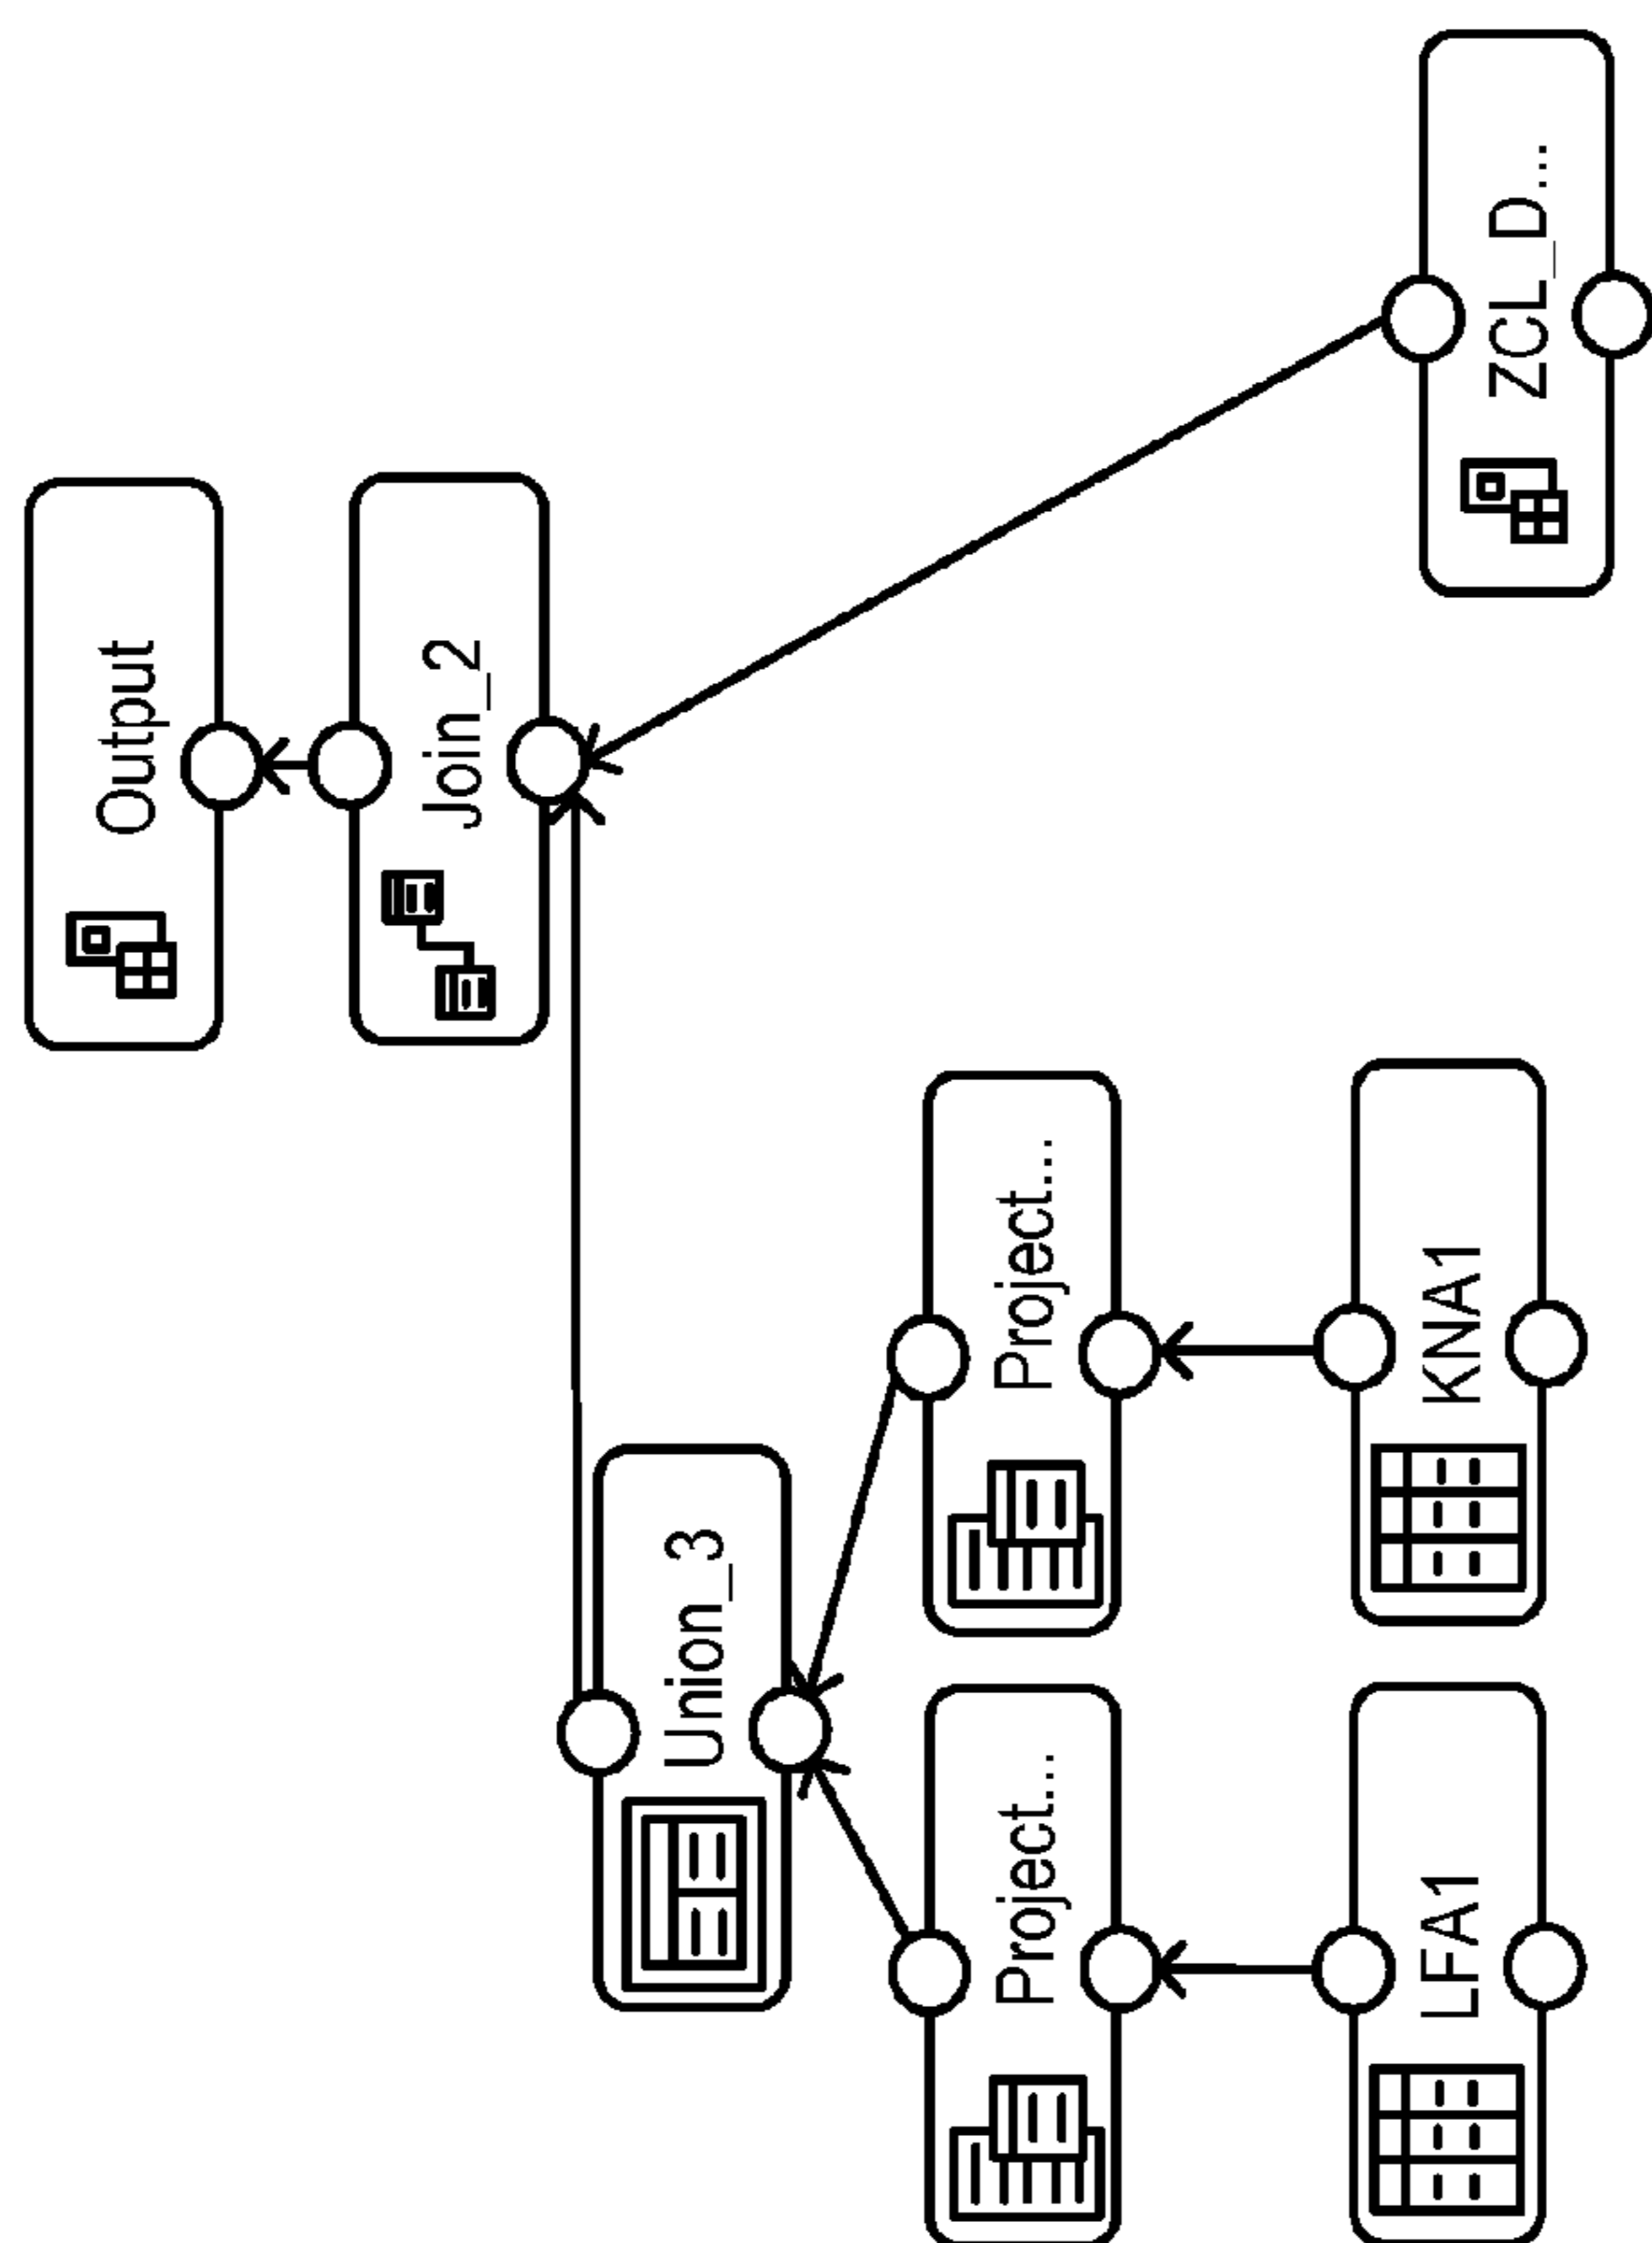 Output
Join_2
Union_3
Project...
Project...
LFA1
KNA1
ZCL_D...